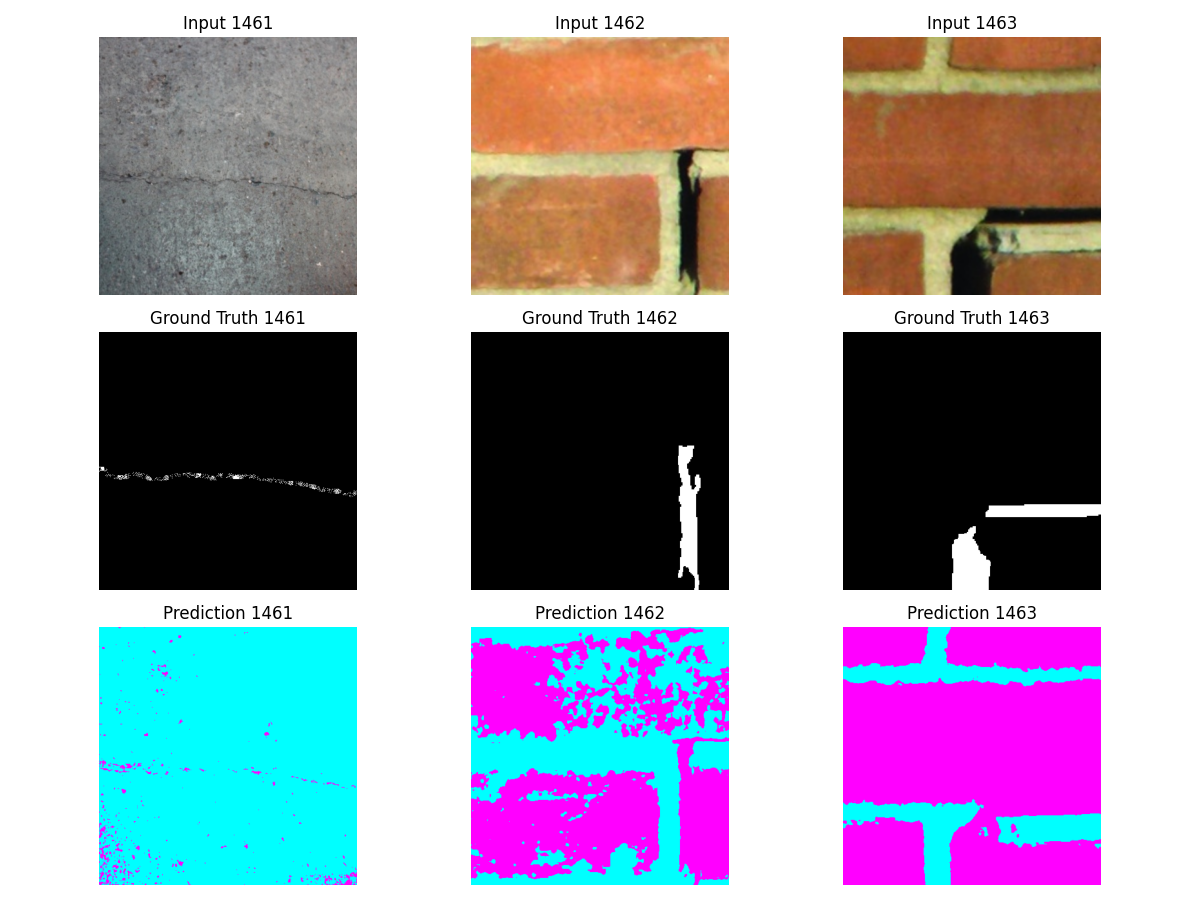 Input 1461
Input 1462
Input 1463
Ground Truth 1461
Ground Truth 1462
Ground Truth 1463
Prediction 1461
Prediction 1462
Prediction 1463